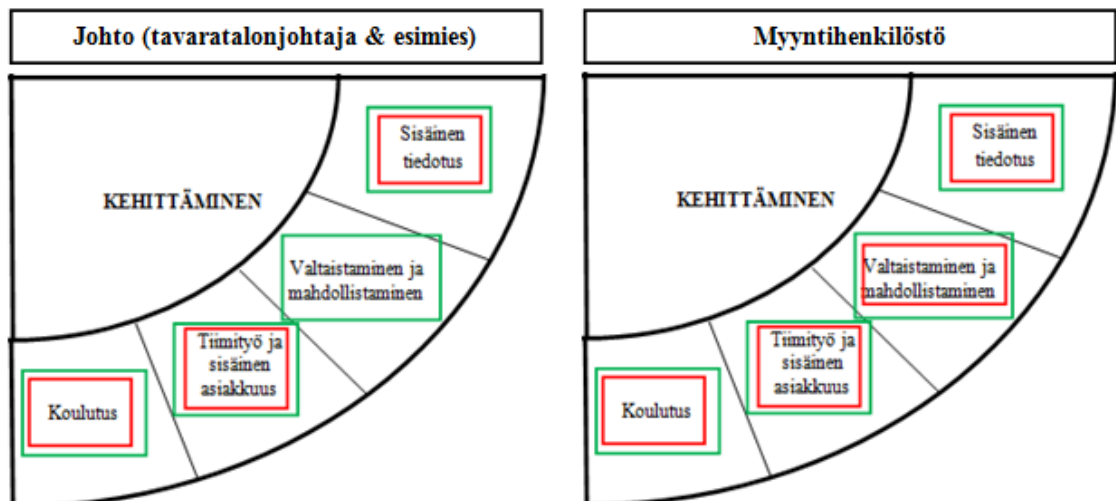 Johto (tavaratalonjohtaja & esimies)
KEHITTÄMINEN
Sisäinen
tiedotus
Valtaistaminen ja
mahdollistaminen
Tiimityö ja
sisäinen
asiakkuus
Koulutus
Myyntihenkilöstö
KEHITTÄMINEN
Sisäinen
tiedotus
Valtaistaminen ja
mahdollistaminen
Tiimityö ja
sisäinen
asiakkuus
Koulutus